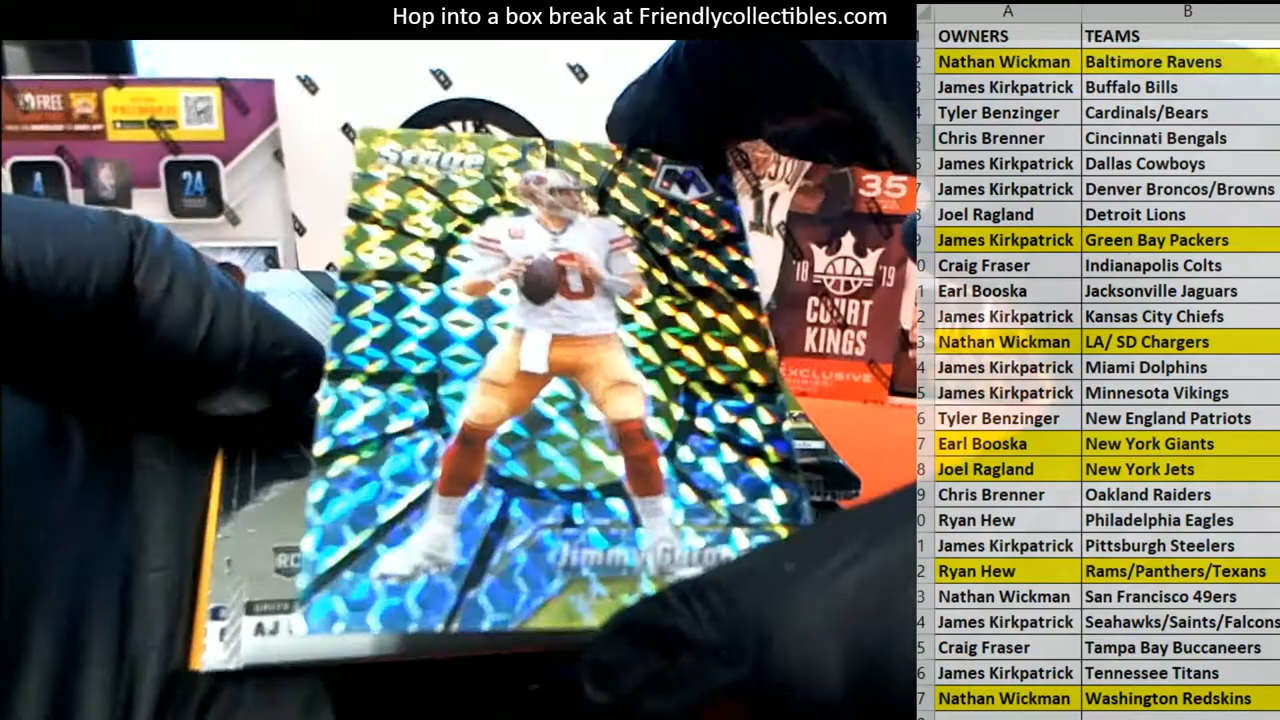 Hop into a box break at Friendlycollectibles.com
A B
OWNERS TEAMS
Nathan Wickman Baltimore Ravens
James Kirkpatrick Buffalo Bills
Tyler Benzinger Cardinals/Bears
Chris Brenner Cincinnati Bengals
James Kirkpatrick Dallas Cowboys
James Kirkpatrick Denver Broncos/Browns
Joel Ragland Detroit Lions
James Kirkpatrick Green Bay Packers
Craig Fraser Indianapolis Colts
Earl Booska Jacksonville Jaguars
James Kirkpatrick Kansas City Chiefs
Nathan Wickman LA/ SD Chargers
James Kirkpatrick Miami Dolphins
James Kirkpatrick Minnesota Vikings
Tyler Benzinger New England Patriots
Earl Booska New York Giants
Joel Ragland New York Jets
Chris Brenner Oakland Raiders
Ryan Hew Philadelphia Eagles
James Kirkpatrick Pittsburgh Steelers
Ryan Hew Rams/Panthers/Texans
Nathan Wickman San Francisco 49ers
James Kirkpatrick Seahawks/Saints/Falcons
Craig Fraser Tampa Bay Buccaneers
James Kirkpatrick Tennessee Titans
Nathan Wickman Washington Redskins
FREE
4
24
Stage
35
'18 '19
COURT
KINGS
EXCLUSIVE
Jimmy
RC
AJ